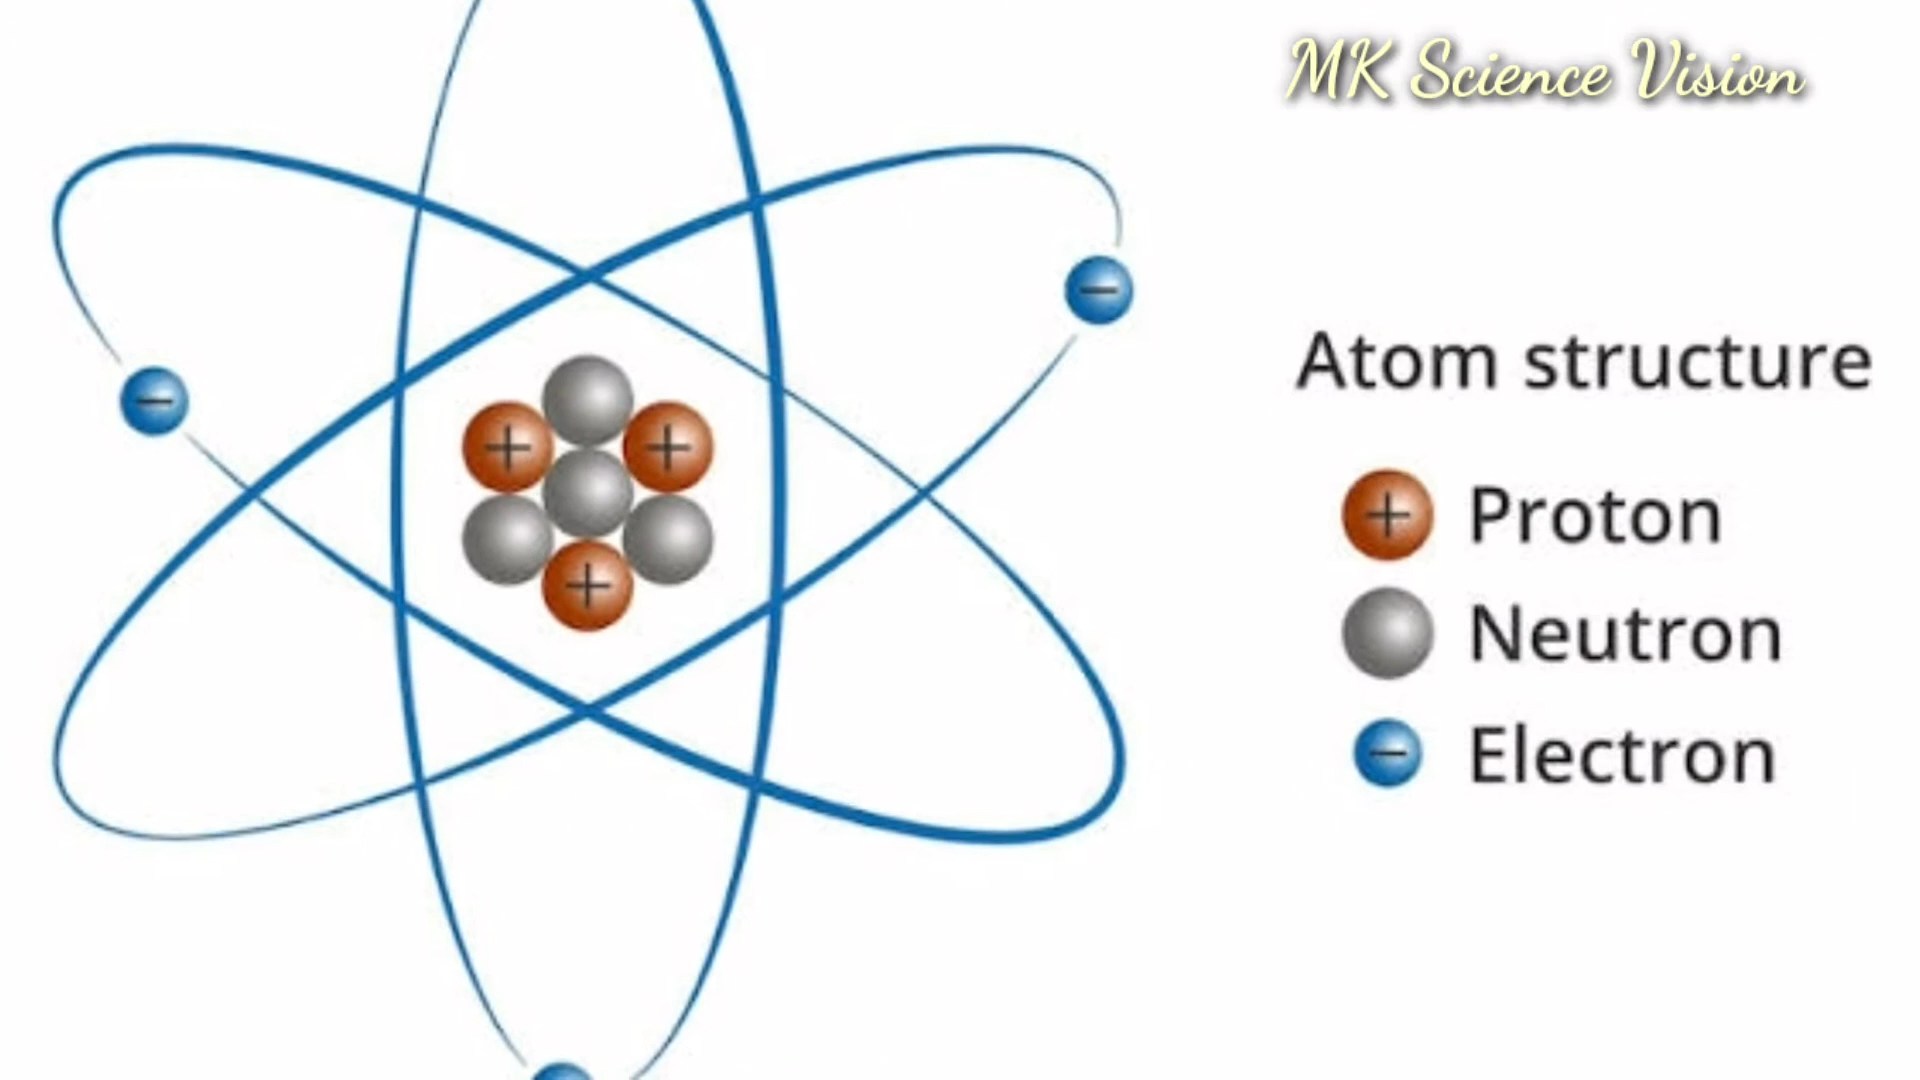 MK Science Vision
Atom structure
+ Proton
Neutron
− Electron
−
−
+ +
+